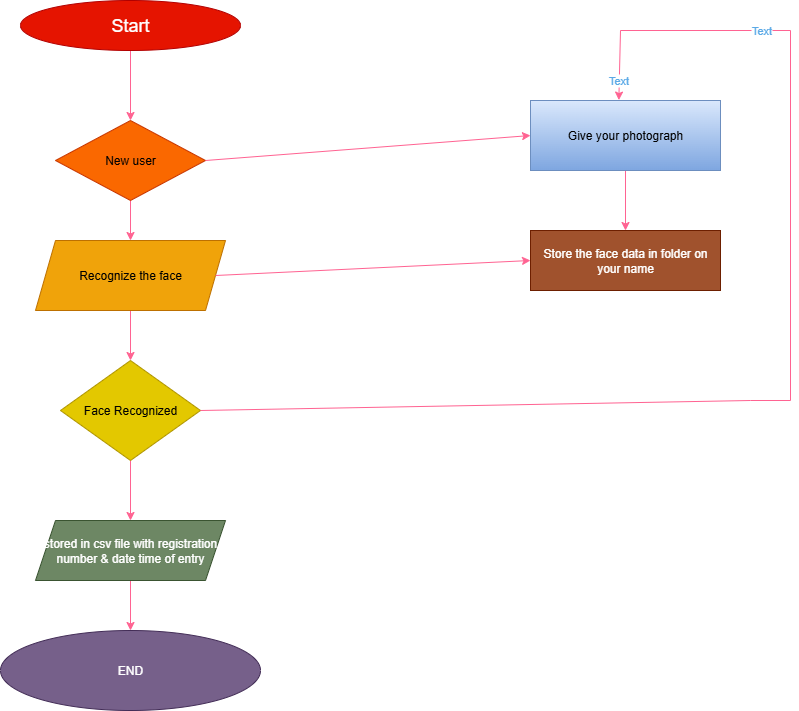 Start
Text
Text
Give your photograph
New user
Store the face data in folder on
your name
Recognize the face
Face Recognized
stored in csv file with registration
number & date time of entry
END